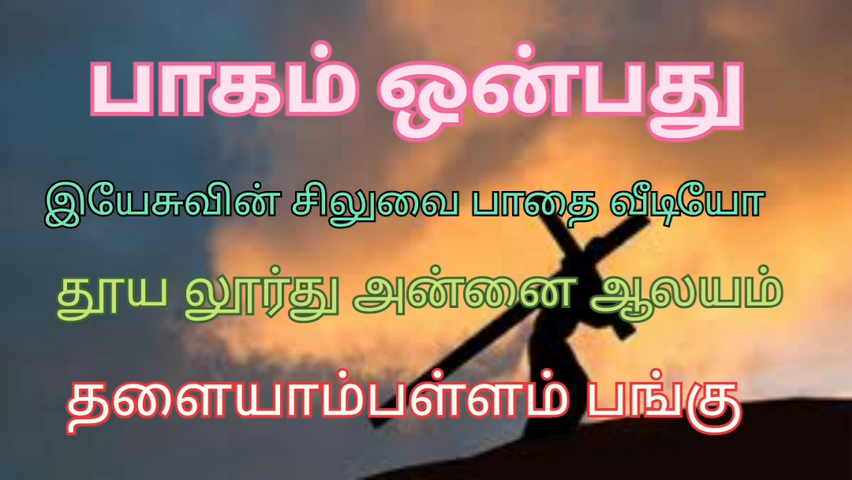 பாகம் ஒன்பது
இயேசுவின் சிலுவை பாதை வீடியோ
தூய லூர்து அன்னை ஆலயம்
தளையாம்பள்ளம் பங்கு